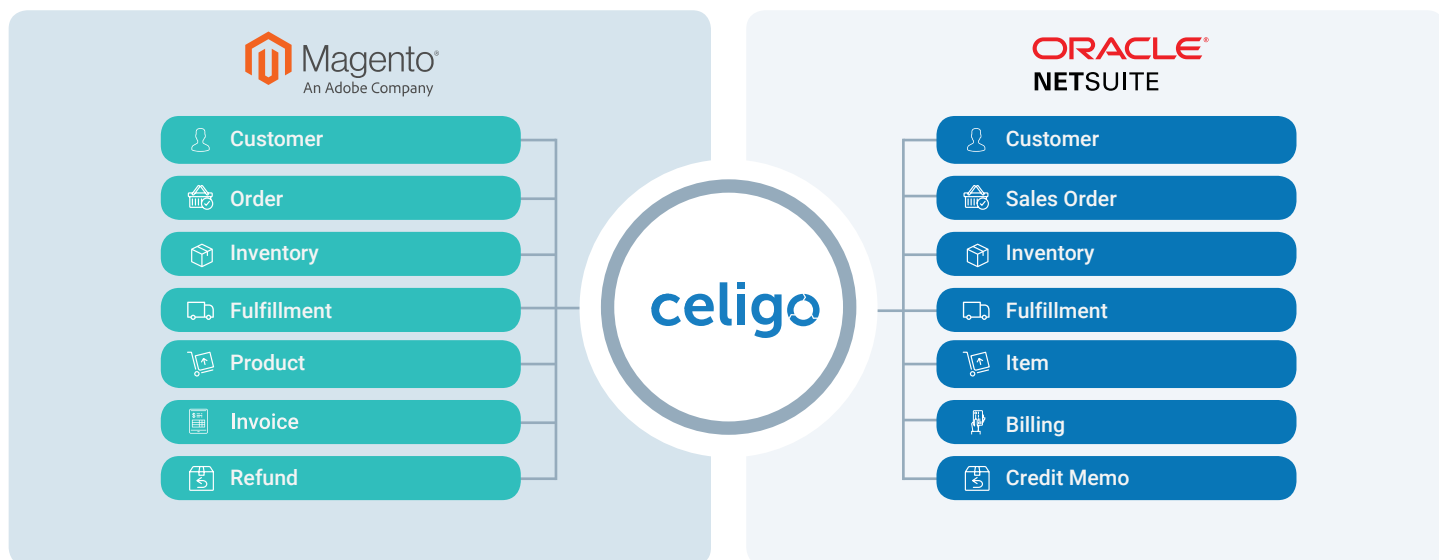 Magento®
An Adobe Company
Customer
Order
Inventory
Fulfillment
Product
Invoice
Refund
celigo
ORACLE®
NETSUITE
Customer
Sales Order
Inventory
Fulfillment
Item
Billing
Credit Memo